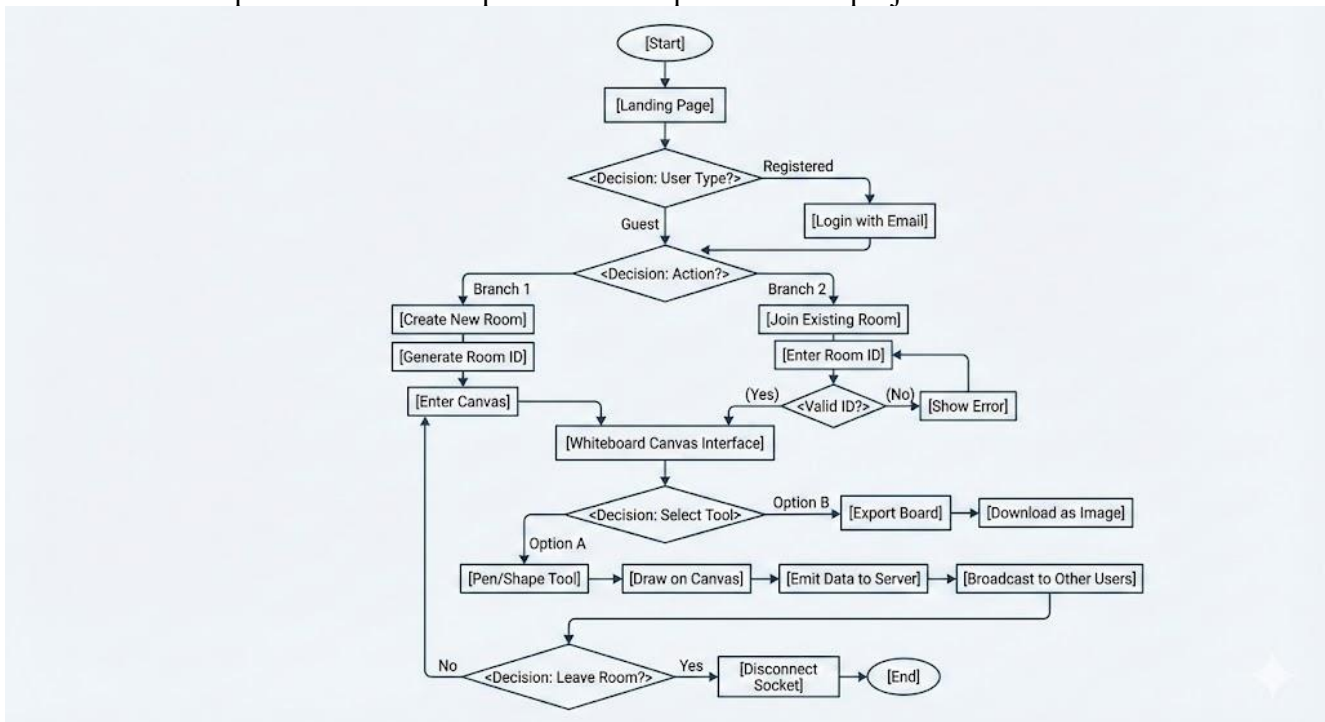 [Start]
[Landing Page]
<Decision: User Type?>
Registered
[Login with Email]
Guest
<Decision: Action?>
Branch 1
Branch 2
[Create New Room]
[Join Existing Room]
[Generate Room ID]
[Enter Room ID]
[Enter Canvas]
(Yes)
<Valid ID?>
(No)
[Show Error]
[Whiteboard Canvas Interface]
<Decision: Select Tool>
Option B
[Export Board]
[Download as Image]
Option A
[Pen/Shape Tool]
[Draw on Canvas]
[Emit Data to Server]
[Broadcast to Other Users]
No
<Decision: Leave Room?>
Yes
[Disconnect
Socket]
[End]